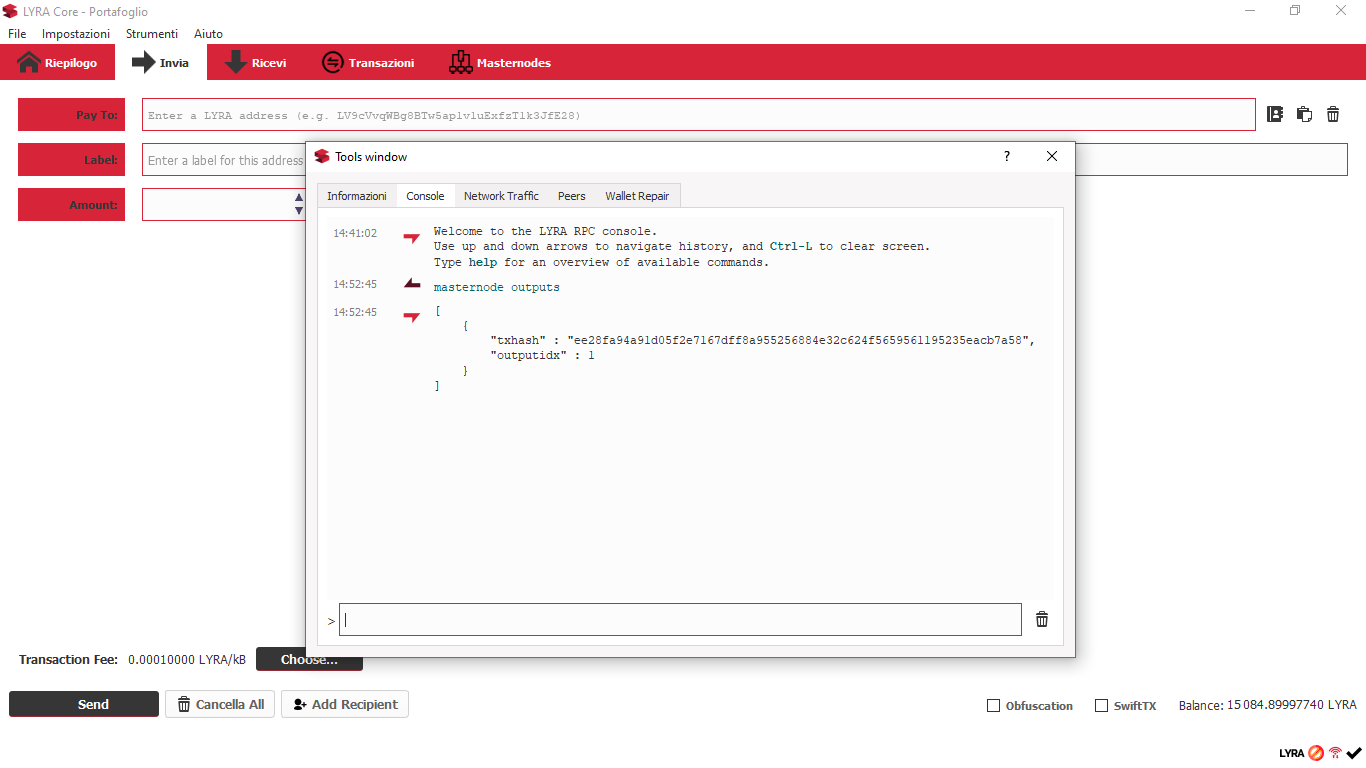 LYRA Core - Portafoglio
File Impostazioni Strumenti Aiuto
Riepilogo Invia Ricevi Transazioni Masternodes
Pay To: Enter a LYRA address (e.g. LV9cVvqWBg8BTw5aplvluExfzTlk3JfE28)
Label: Enter a label for this address
Amount:
Tools window ?
Informazioni Console Network Traffic Peers Wallet Repair
14:41:02 Welcome to the LYRA RPC console.
Use up and down arrows to navigate history, and Ctrl-L to clear screen.
Type help for an overview of available commands.
14:52:45 masternode outputs
14:52:45 [
{
"txhash" : "ee28fa94a91d05f2e7167dff8a955256884e32c624f5659561195235eacb7a58",
"outputidx" : 1
}
]
>
Transaction Fee: 0.00010000 LYRA/kB Choose...
Send Cancella All Add Recipient Obfuscation SwiftTX Balance: 15 084.89997740 LYRA
LYRA